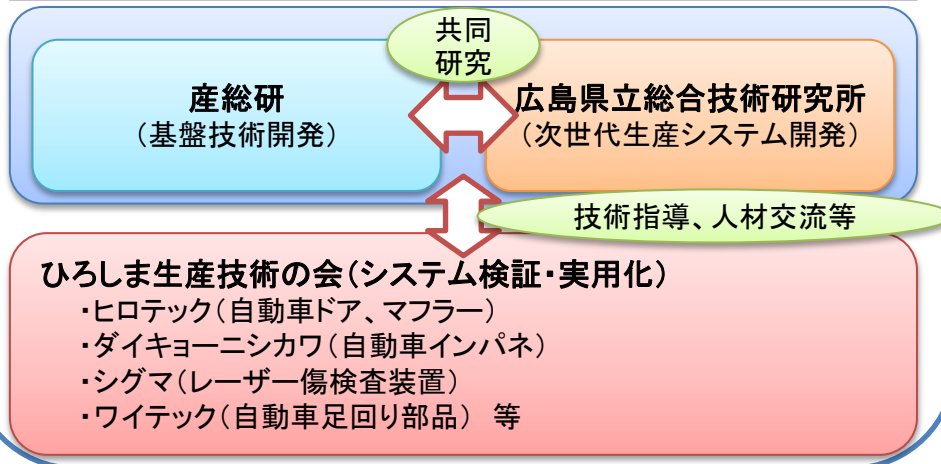 共同
研究
産総研
（基盤技術開発）
広島県立総合技術研究所
（次世代生産システム開発）
技術指導、人材交流等
ひろしま生産技術の会（システム検証・実用化）
・ヒロテック（自動車ドア、マフラー）
・ダイキョーニシカワ（自動車インパネ）
・シグマ（レーザー傷検査装置）
・ワイテック（自動車足回り部品） 等